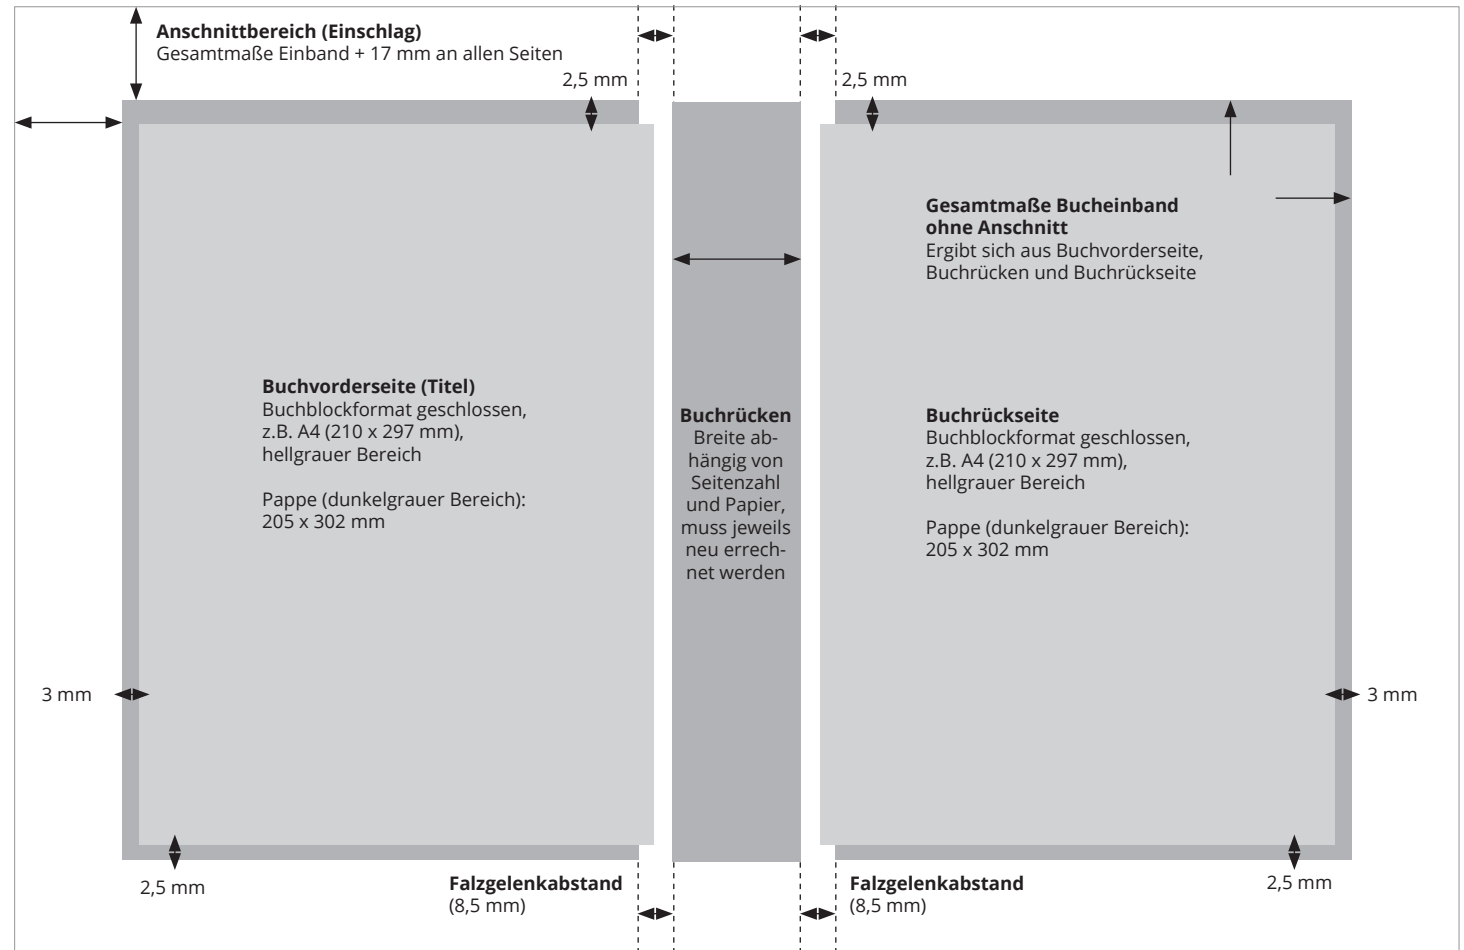 Anschnittbereich (Einschlag)
Gesamtmaße Einband + 17 mm an allen Seiten
2,5 mm
2,5 mm
Gesamtmaße Bucheinband
ohne Anschnitt
Ergibt sich aus Buchvorderseite,
Buchrücken und Buchrückseite
Buchvorderseite (Titel)
Buchblockformat geschlossen,
z.B. A4 (210 x 297 mm),
hellgrauer Bereich
Pappe (dunkelgrauer Bereich):
205 x 302 mm
Buchrücken
Breite ab-
hängig von
Seitenzahl
und Papier,
muss jeweils
neu errech-
net werden
Buchrückseite
Buchblockformat geschlossen,
z.B. A4 (210 x 297 mm),
hellgrauer Bereich
Pappe (dunkelgrauer Bereich):
205 x 302 mm
3 mm
3 mm
2,5 mm
Falzgelenkabstand
(8,5 mm)
Falzgelenkabstand
(8,5 mm)
2,5 mm